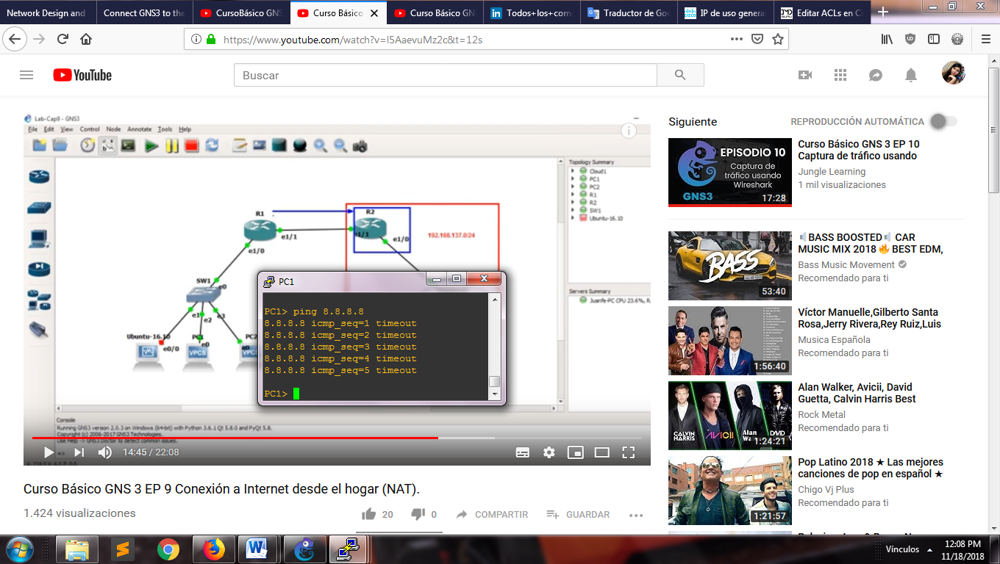 Network Design and
Connect GNS3 to the
CursoBásico GNS
Curso Básico
Curso Básico GN
Todos+los+com
Traductor de Goo
IP de uso genera
Editar ACLs en Ci
https://www.youtube.com/watch?v=I5AaevuMz2c&t=12s
YouTube
Buscar
Lab-Cap9 - GNS3
File Edit View Control Node Annotate Tools Help
Topology Summary
Cloud1
PC1
PC2
R1
R2
SW1
Ubuntu-16.10
R1
R2
e1/1
e1/0
192.168.137.0/24
e1/0
SW1
e0
e1
e2
e3
Ubuntu-16.10
e0/0
PC2
e0
VPCS
Servers Summary
Juanfe-PC CPU 23.6%, R
PC1
PC1> ping 8.8.8.8
8.8.8.8 icmp_seq=1 timeout
8.8.8.8 icmp_seq=2 timeout
8.8.8.8 icmp_seq=3 timeout
8.8.8.8 icmp_seq=4 timeout
8.8.8.8 icmp_seq=5 timeout
PC1>
Console
Running GNS3 version 2.0.3 on Windows (64-bit) with Python 3.6.1 Qt 5.8.0 and PyQt 5.8.
Copyright (c) 2006-2017 GNS3 Technologies.
Use Help -> GNS3 Doctor to detect common issues.
=>
14:45 / 22:08
Curso Básico GNS 3 EP 9 Conexión a Internet desde el hogar (NAT).
1.424 visualizaciones
20
0
COMPARTIR
GUARDAR
Siguiente
REPRODUCCIÓN AUTOMÁTICA
EPISODIO 10
Captura de
tráfico usando
Wireshark
GNS3
17:28
Curso Básico GNS 3 EP 10
Captura de tráfico usando
Jungle Learning
1 mil visualizaciones
BASS
53:40
BASS BOOSTED CAR
MUSIC MIX 2018 🔥 BEST EDM,
Bass Music Movement
Recomendado para ti
1:56:40
Víctor Manuelle,Gilberto Santa
Rosa,Jerry Rivera,Rey Ruiz,Luis
Musica Española
Recomendado para ti
CALVIN
HARRIS
AVICII
Alan
DAVID
1:24:21
Alan Walker, Avicii, David
Guetta, Calvin Harris Best
Rock Metal
Recomendado para ti
1:21:57
Pop Latino 2018 ★ Las mejores
canciones de pop en español ★
Chigo Vj Plus
Recomendado para ti
Vínculos
12:08 PM
11/18/2018